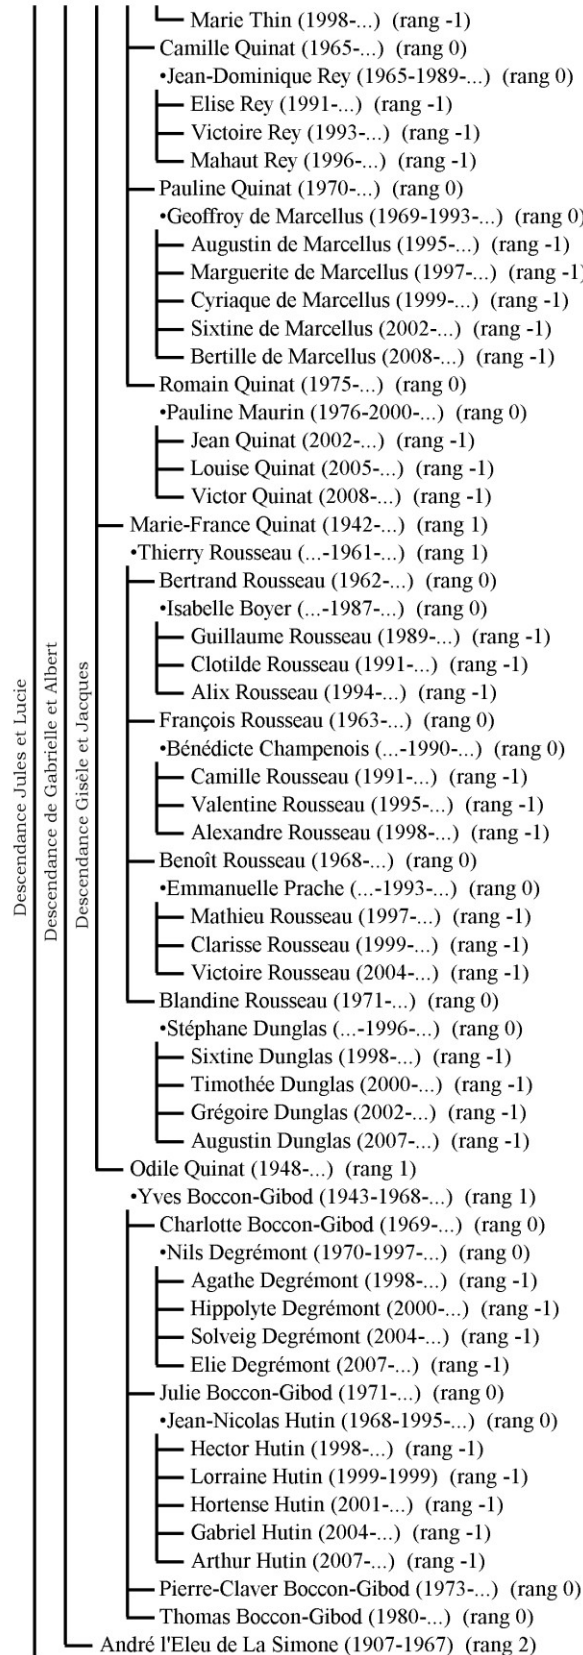 Marie Thin (1998-...) (rang -1)
Camille Quinat (1965-...) (rang 0)
•Jean-Dominique Rey (1965-1989-...) (rang 0)
Elise Rey (1991-...) (rang -1)
Victoire Rey (1993-...) (rang -1)
Mahaut Rey (1996-...) (rang -1)
Pauline Quinat (1970-...) (rang 0)
•Geoffroy de Marcellus (1969-1993-...) (rang 0)
Augustin de Marcellus (1995-...) (rang -1)
Marguerite de Marcellus (1997-...) (rang -1)
Cyriaque de Marcellus (1999-...) (rang -1)
Sixtine de Marcellus (2002-...) (rang -1)
Bertille de Marcellus (2008-...) (rang -1)
Romain Quinat (1975-...) (rang 0)
•Pauline Maurin (1976-2000-...) (rang 0)
Jean Quinat (2002-...) (rang -1)
Louise Quinat (2005-...) (rang -1)
Victor Quinat (2008-...) (rang -1)
Marie-France Quinat (1942-...) (rang 1)
•Thierry Rousseau (...-1961-...) (rang 1)
Bertrand Rousseau (1962-...) (rang 0)
•Isabelle Boyer (...-1987-...) (rang 0)
Guillaume Rousseau (1989-...) (rang -1)
Clotilde Rousseau (1991-...) (rang -1)
Alix Rousseau (1994-...) (rang -1)
François Rousseau (1963-...) (rang 0)
•Bénédicte Champenois (...-1990-...) (rang 0)
Camille Rousseau (1991-...) (rang -1)
Valentine Rousseau (1995-...) (rang -1)
Alexandre Rousseau (1998-...) (rang -1)
Benoît Rousseau (1968-...) (rang 0)
•Emmanuelle Prache (...-1993-...) (rang 0)
Mathieu Rousseau (1997-...) (rang -1)
Clarisse Rousseau (1999-...) (rang -1)
Victoire Rousseau (2004-...) (rang -1)
Blandine Rousseau (1971-...) (rang 0)
•Stéphane Dunglas (...-1996-...) (rang 0)
Sixtine Dunglas (1998-...) (rang -1)
Timothée Dunglas (2000-...) (rang -1)
Grégoire Dunglas (2002-...) (rang -1)
Augustin Dunglas (2007-...) (rang -1)
Odile Quinat (1948-...) (rang 1)
•Yves Boccon-Gibod (1943-1968-...) (rang 1)
Charlotte Boccon-Gibod (1969-...) (rang 0)
•Nils Degrémont (1970-1997-...) (rang 0)
Agathe Degrémont (1998-...) (rang -1)
Hippolyte Degrémont (2000-...) (rang -1)
Solveig Degrémont (2004-...) (rang -1)
Elie Degrémont (2007-...) (rang -1)
Julie Boccon-Gibod (1971-...) (rang 0)
•Jean-Nicolas Hutin (1968-1995-...) (rang 0)
Hector Hutin (1998-...) (rang -1)
Lorraine Hutin (1999-1999) (rang -1)
Hortense Hutin (2001-...) (rang -1)
Gabriel Hutin (2004-...) (rang -1)
Arthur Hutin (2007-...) (rang -1)
Pierre-Claver Boccon-Gibod (1973-...) (rang 0)
Thomas Boccon-Gibod (1980-...) (rang 0)
André l'Eleu de La Simone (1907-1967) (rang 2)
Descendance Jules et Lucie
Descendance de Gabrielle et Albert
Descendance Gisèle et Jacques